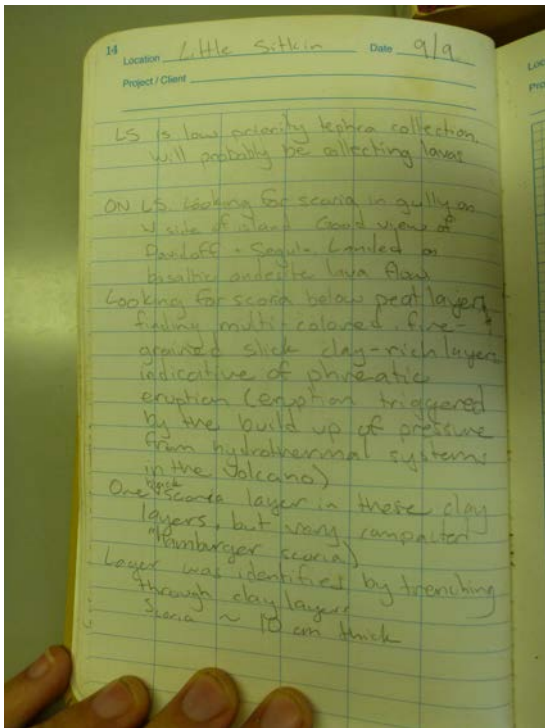 14
Location Little Sitkin Date 9/9
Project / Client
LS is low priority tephra collection.
Will probably be collecting lavas
ON LS. Looking for scoria in gully on
W side of island Good view of
Davidoff + Segula. Landed on
basaltic andesite lava flow
Looking for scoria below peat layer,
finding multi-colored, fine-
grained slick clay-rich layers
indicative of phreatic
eruption (eruption triggered
by the build up of pressure
from hydrothermal systems
in the volcano)
One black scoria layer in these clay
layers, but very compacted
"hamburger scoria)
Layer was identified by trenching
through clay layers
Scoria ~ 10 cm thick
Loc
Pro